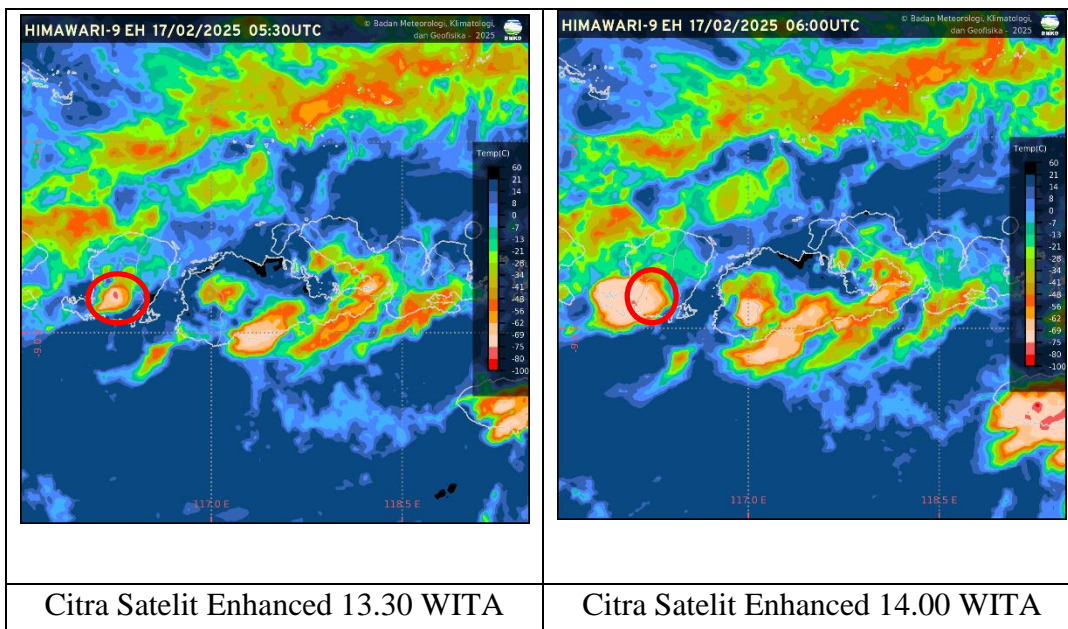 HIMAWARI-9 EH 17/02/2025 05:30UTC
© Badan Meteorologi, Klimatologi,
dan Geofisika - 2025
BMKG
Temp(C)
60
21
14
8
0
-7
-13
-21
-28
-34
-41
-48
-56
-62
-69
-75
-80
-100
-9.0
117.0 E
118.5 E
Citra Satelit Enhanced 13.30 WITA
HIMAWARI-9 EH 17/02/2025 06:00UTC
© Badan Meteorologi, Klimatologi,
dan Geofisika - 2025
BMKG
Temp(C)
60
21
14
8
0
-7
-13
-21
-28
-34
-41
-48
-56
-62
-69
-75
-80
-100
117.0 E
118.5 E
Citra Satelit Enhanced 14.00 WITA